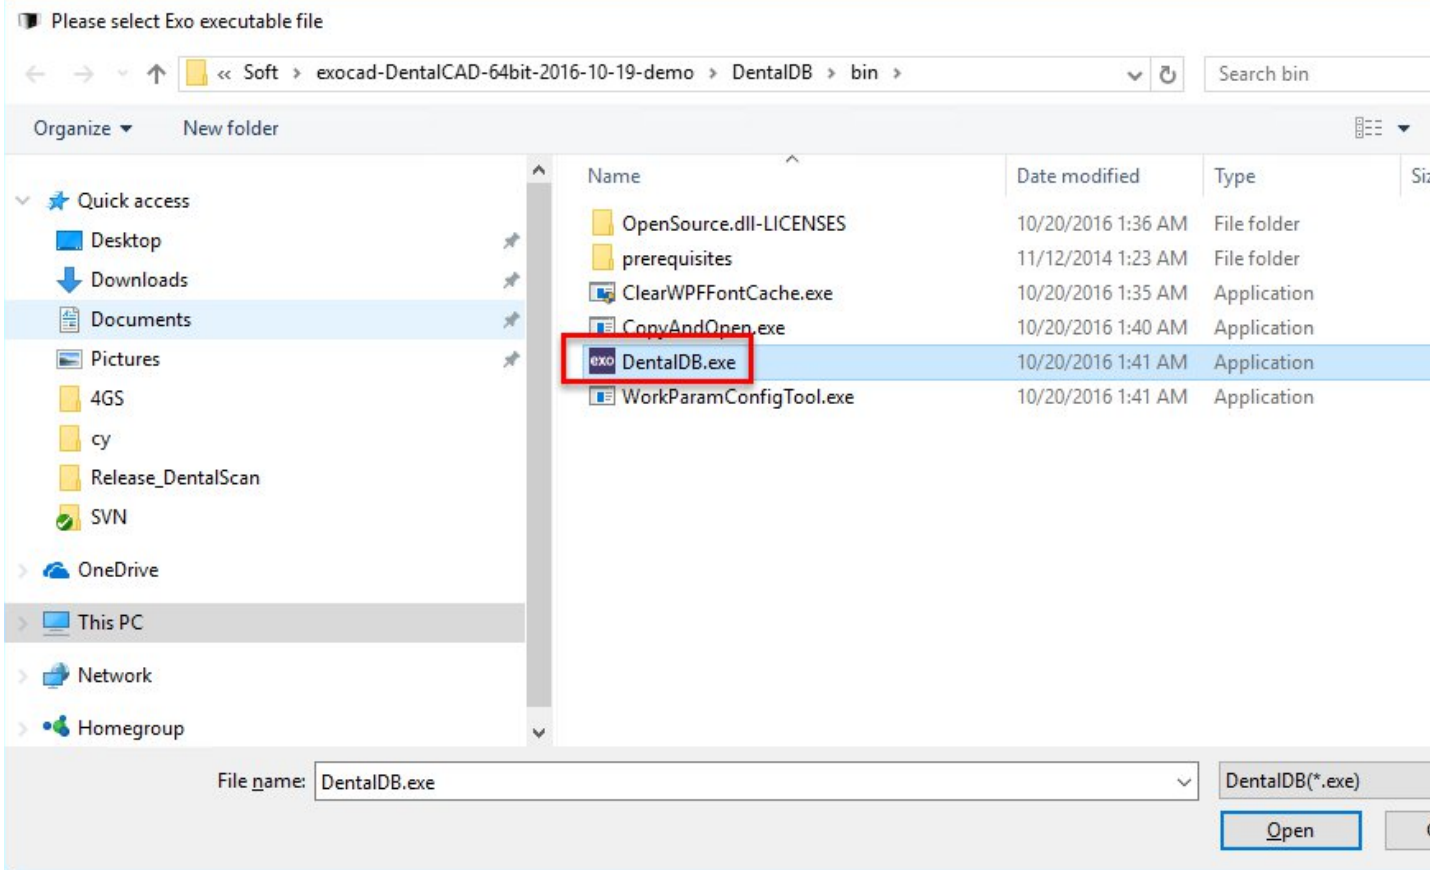 Please select Exo executable file
« Soft › exocad-DentalCAD-64bit-2016-10-19-demo › DentalDB › bin ›
Search bin
Organize
New folder
Name Date modified Type
Quick access
Desktop
Downloads
Documents
Pictures
4GS
cy
Release_DentalScan
SVN
OneDrive
This PC
Network
Homegroup
OpenSource.dll-LICENSES 10/20/2016 1:36 AM File folder
prerequisites 11/12/2014 1:23 AM File folder
ClearWPFFontCache.exe 10/20/2016 1:35 AM Application
CopyAndOpen.exe 10/20/2016 1:40 AM Application
exo DentalDB.exe 10/20/2016 1:41 AM Application
WorkParamConfigTool.exe 10/20/2016 1:41 AM Application
File name: DentalDB.exe
DentalDB(*.exe)
Open